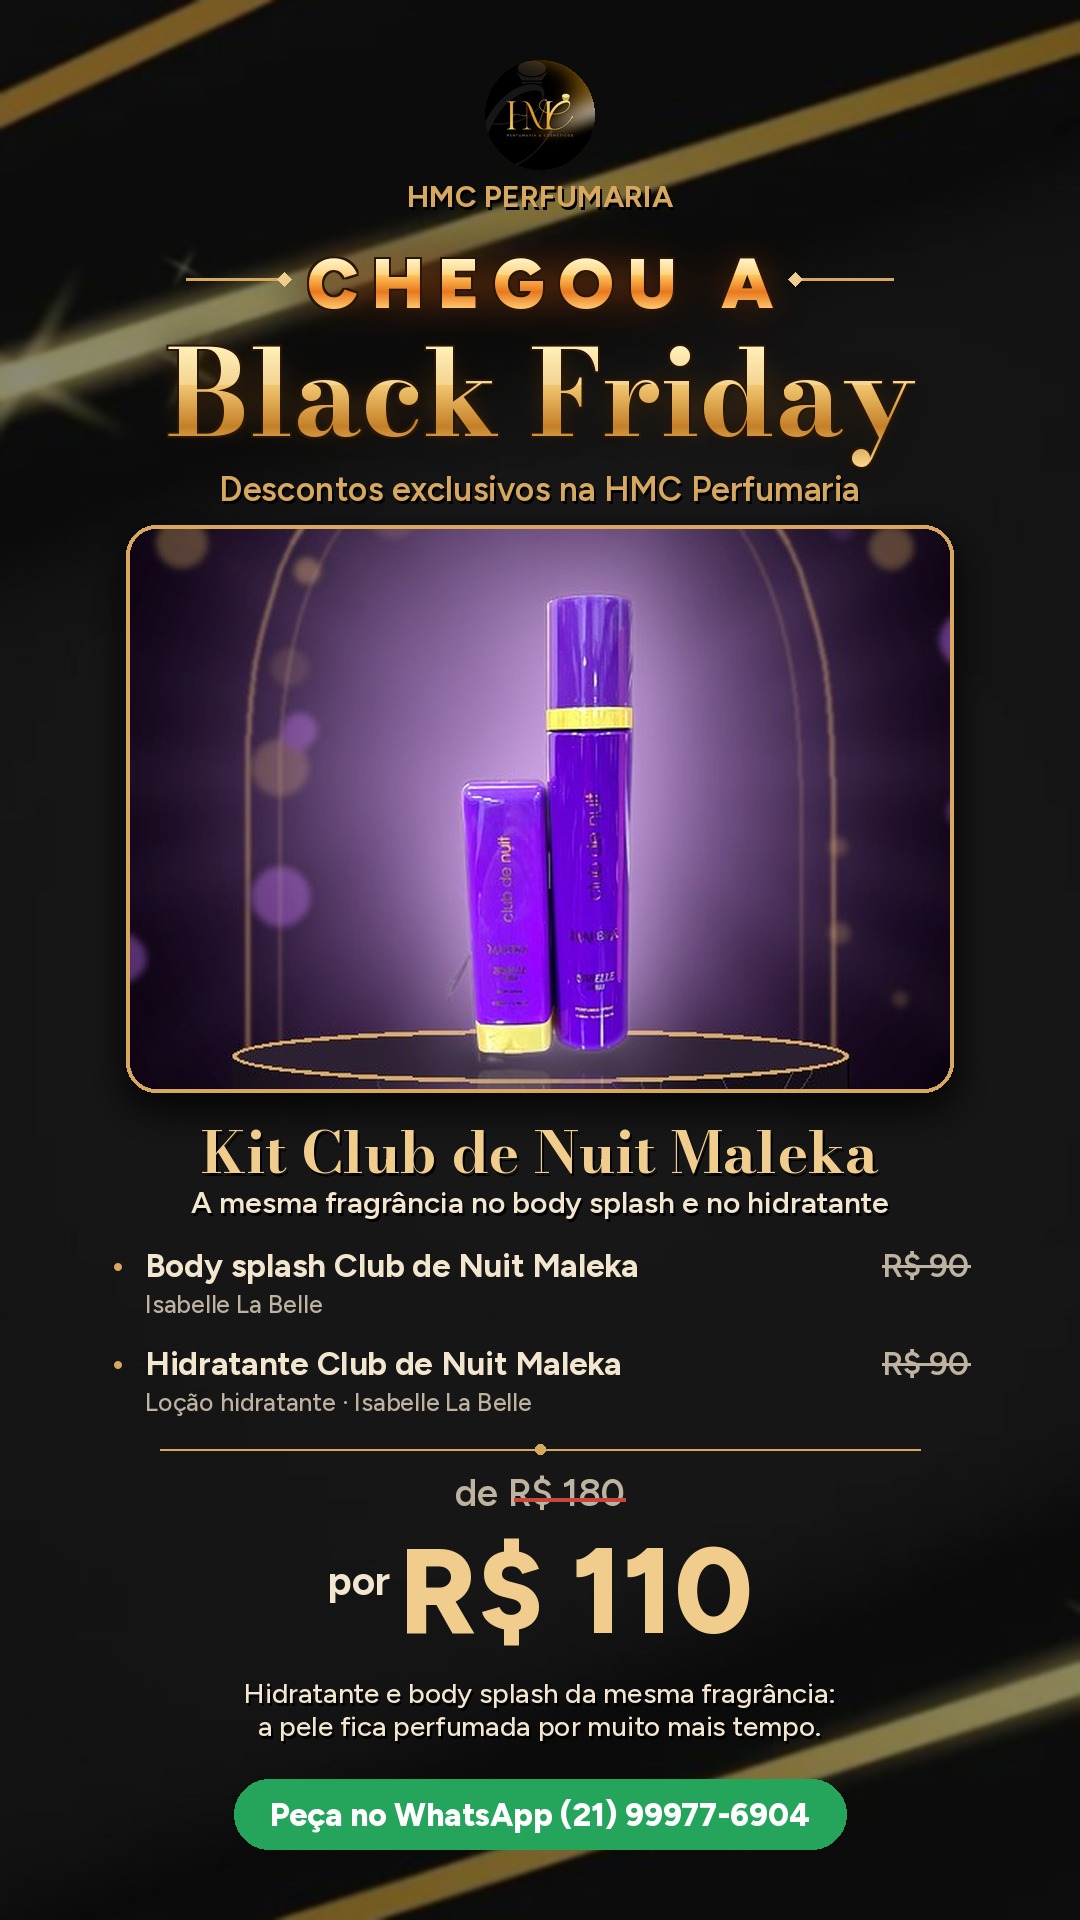 HMC
HMC PERFUMARIA
CHEGOU A
Black Friday
Descontos exclusivos na HMC Perfumaria
club de nuit
club de nuit
Kit Club de Nuit Maleka
A mesma fragrância no body splash e no hidratante
• Body splash Club de Nuit Maleka R$ 90
Isabelle La Belle
• Hidratante Club de Nuit Maleka R$ 90
Loção hidratante · Isabelle La Belle
de R$ 180
por R$ 110
Hidratante e body splash da mesma fragrância:
a pele fica perfumada por muito mais tempo.
Peça no WhatsApp (21) 99977-6904